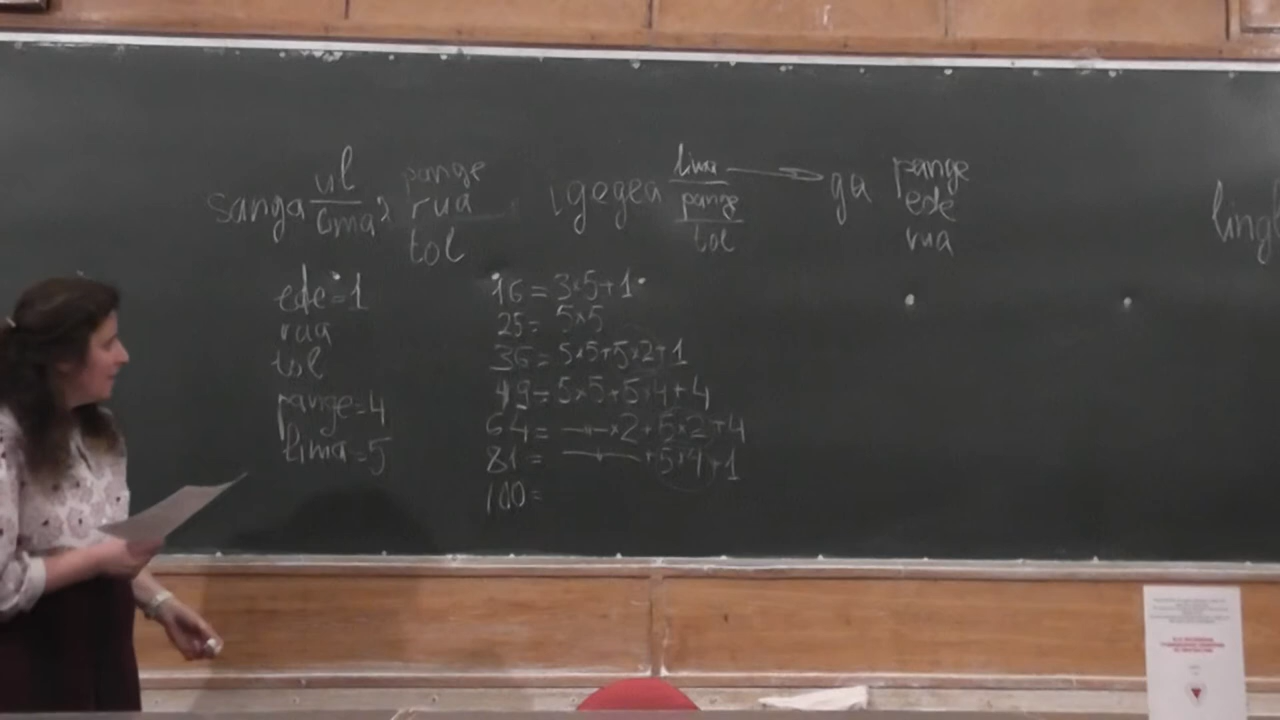 sanga ul pange igegea lima ga pange
lima rua pange ede
tol tol rua
ede=1
rua
tol
pange=4
lima=5
16=3×5+1
25=5×5
36=5×5+5×2+1
49=5×5+5×4+4
64= —"—×2+5×2+4
81= —"— +5×4+1
100=